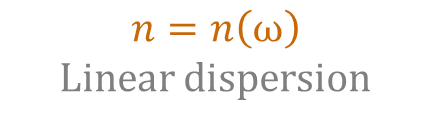 n = n(ω)
Linear dispersion